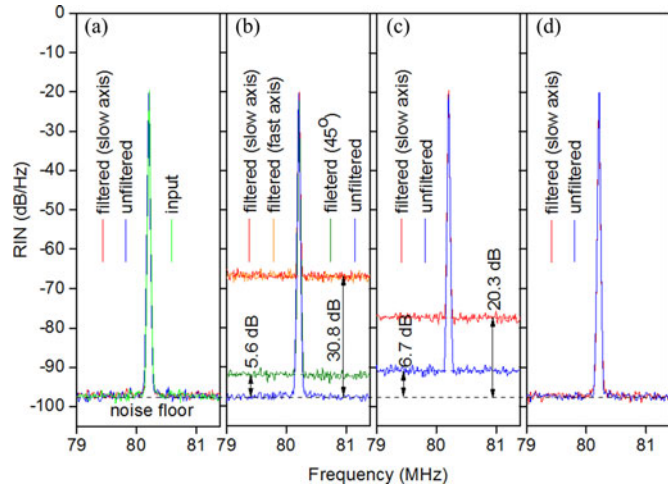 (a)
(b)
(c)
(d)
0
-10
-20
-30
-40
-50
-60
-70
-80
-90
-100
RIN (dB/Hz)
filtered (slow axis)
unfiltered
input
noise floor
filtered (slow axis)
filtered (fast axis)
fileterd (45°)
unfiltered
5.6 dB
30.8 dB
filtered (slow axis)
unfiltered
6.7 dB
20.3 dB
filtered (slow axis)
unfiltered
79 80 81 79 80 81 79 80 81 79 80 81
Frequency (MHz)